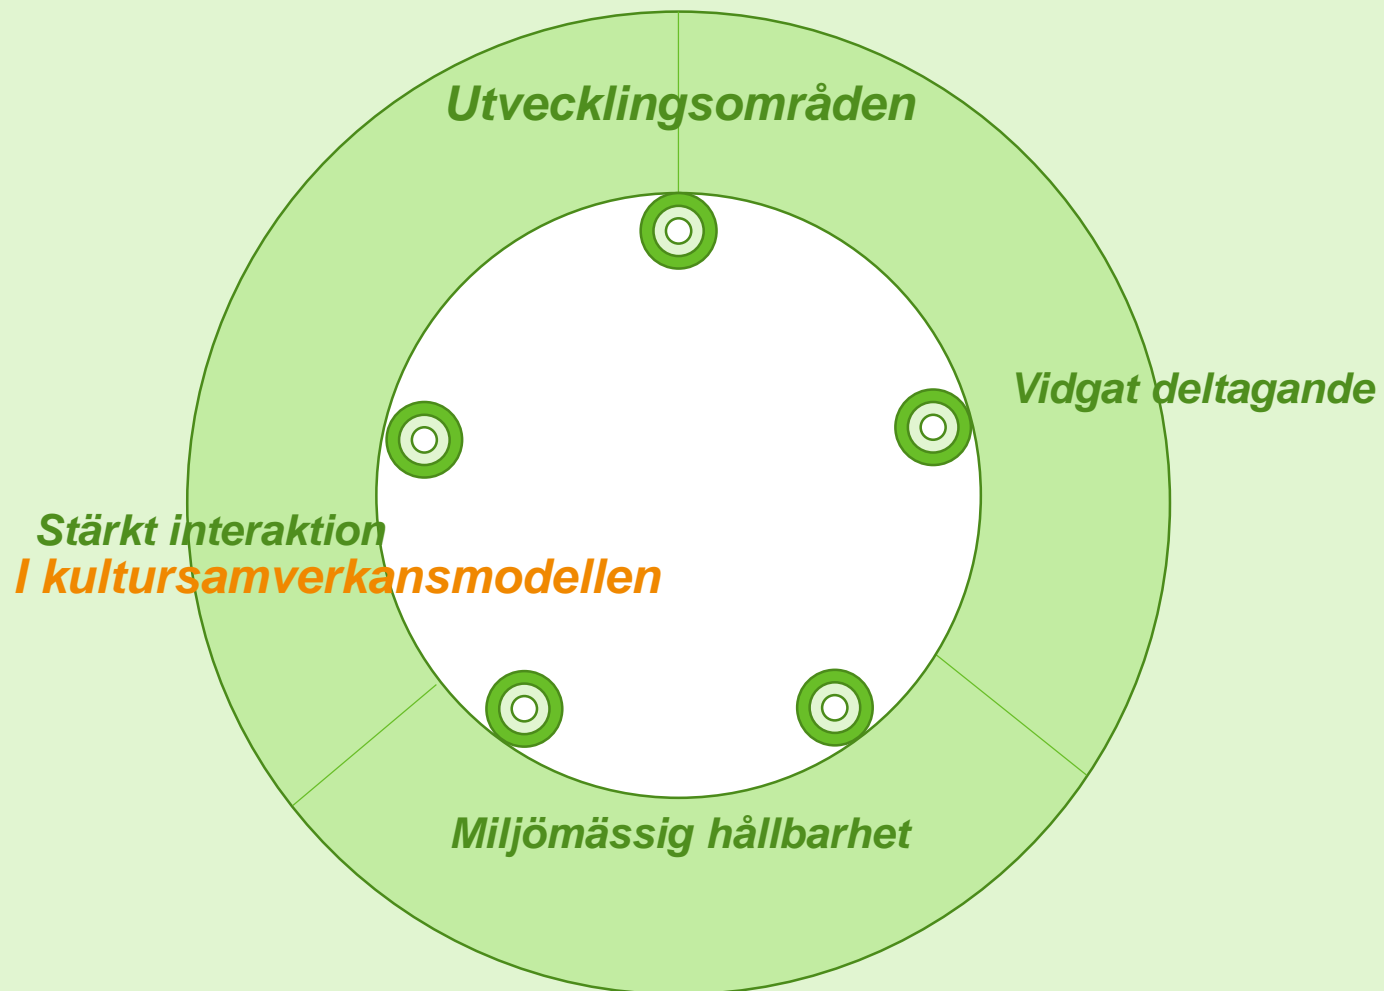 Utvecklingsområden
Vidgat deltagande
Stärkt interaktion
I kultursamverkansmodellen
Miljömässig hållbarhet